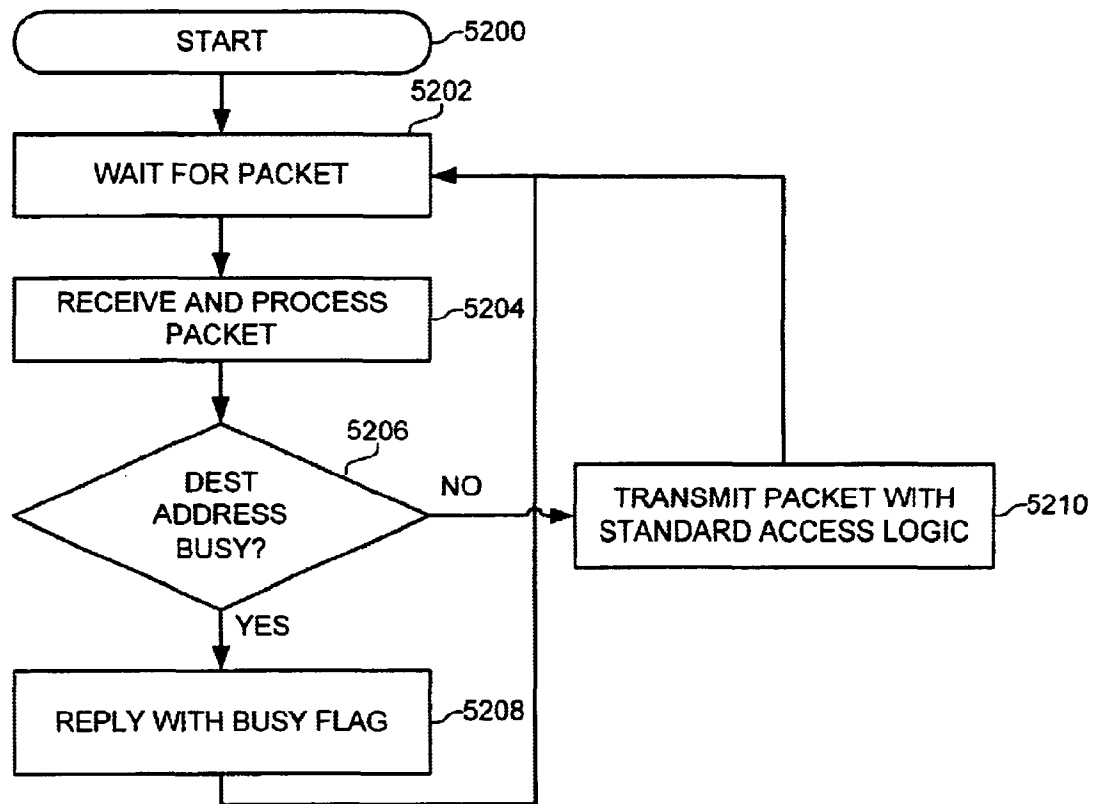 START
5200
5202
WAIT FOR PACKET
RECEIVE AND PROCESS
PACKET
5204
5206
DEST
ADDRESS
BUSY?
NO
TRANSMIT PACKET WITH
STANDARD ACCESS LOGIC
5210
YES
REPLY WITH BUSY FLAG
5208